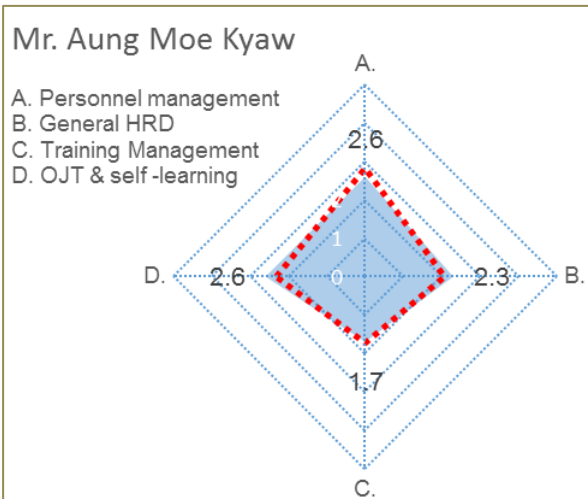 Mr. Aung Moe Kyaw
A.
A. Personnel management
B. General HRD
C. Training Management
D. OJT & self -learning
2.6
2
1
D.
2.6
0
2.3
B.
1.7
C.